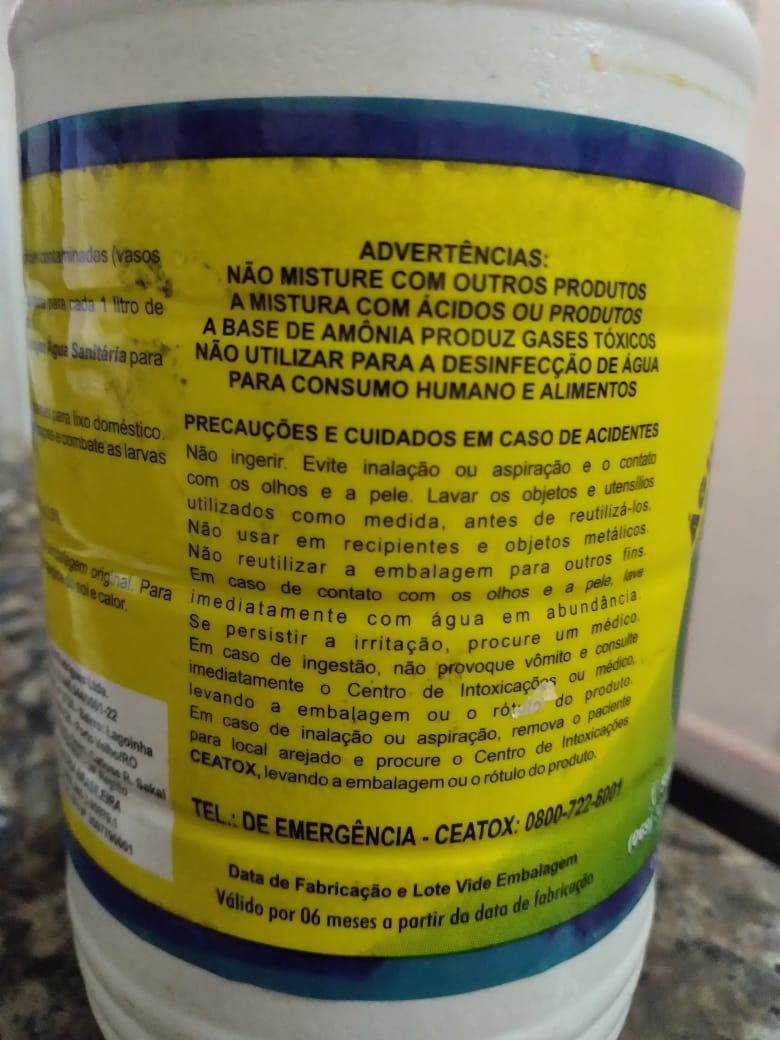 contaminadas (vasos
para cada 1 litro de
Água Sanitária para
para lixo doméstico.
e combate as larvas
embalagem original. Para
sol e calor.
Ltda.
Lagoinha
Porto Velho/RO
ADVERTÊNCIAS:
NÃO MISTURE COM OUTROS PRODUTOS
A MISTURA COM ÁCIDOS OU PRODUTOS
A BASE DE AMÔNIA PRODUZ GASES TÓXICOS
NÃO UTILIZAR PARA A DESINFECÇÃO DE ÁGUA
PARA CONSUMO HUMANO E ALIMENTOS
PRECAUÇÕES E CUIDADOS EM CASO DE ACIDENTES
Não ingerir. Evite inalação ou aspiração e o contato
com os olhos e a pele. Lavar os objetos e utensílios
utilizados como medida, antes de reutilizá-los.
Não usar em recipientes e objetos metálicos.
Não reutilizar a embalagem para outros fins.
Em caso de contato com os olhos e a pele, lave
imediatamente com água em abundância.
Se persistir a irritação, procure um médico.
Em caso de ingestão, não provoque vômito e consulte
imediatamente o Centro de Intoxicações ou médico,
levando a embalagem ou o rótulo do produto.
Em caso de inalação ou aspiração, remova o paciente
para local arejado e procure o Centro de Intoxicações
CEATOX, levando a embalagem ou o rótulo do produto.
TEL.: DE EMERGÊNCIA - CEATOX: 0800-722-6001
Data de Fabricação e Lote Vide Embalagem
Válido por 06 meses a partir da data de fabricação